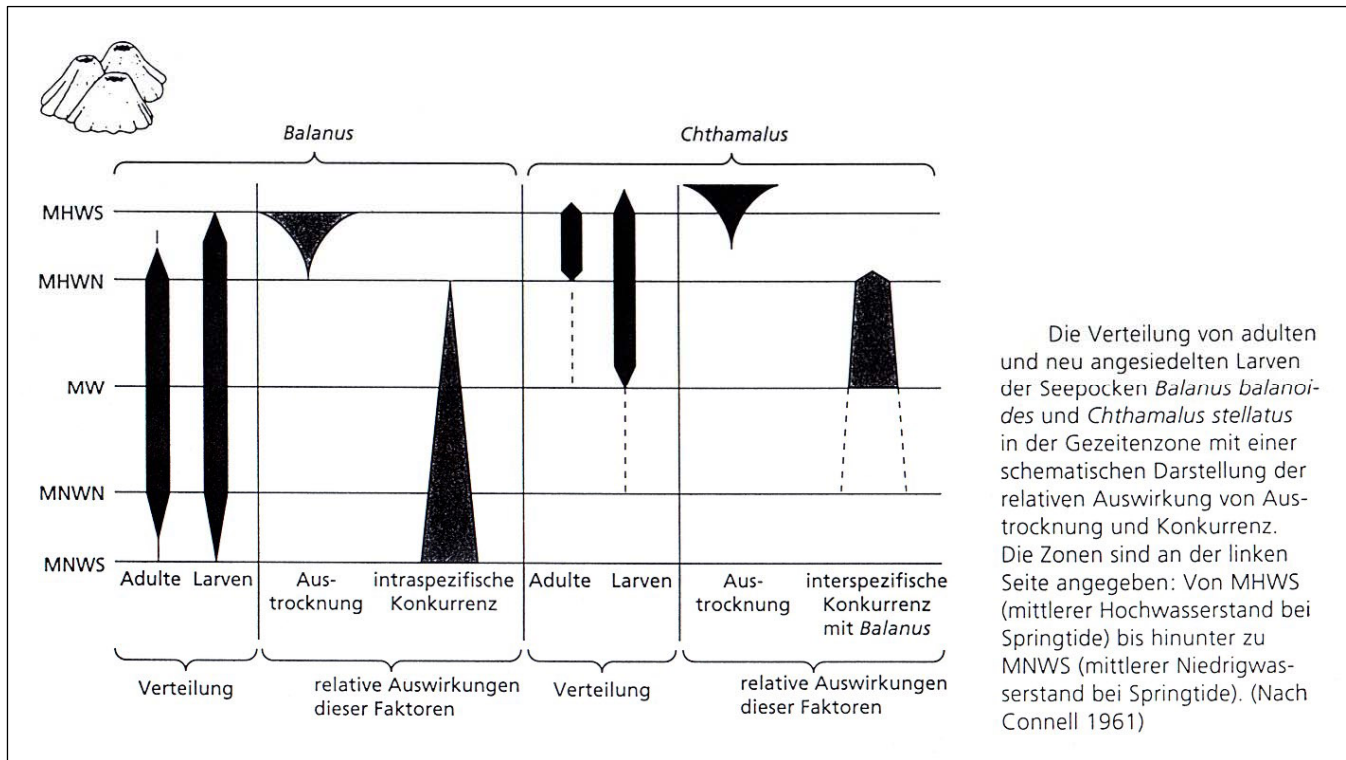 Balanus
Chthamalus
MHWS
MHWN
MW
MNWN
MNWS
Adulte Larven
Aus-
trocknung
intraspezifische
Konkurrenz
Adulte Larven
Aus-
trocknung
interspezifische
Konkurrenz
mit Balanus
Verteilung
relative Auswirkungen
dieser Faktoren
Verteilung
relative Auswirkungen
dieser Faktoren
Die Verteilung von adulten
und neu angesiedelten Larven
der Seepocken Balanus balanoi-
des und Chthamalus stellatus
in der Gezeitenzone mit einer
schematischen Darstellung der
relativen Auswirkung von Aus-
trocknung und Konkurrenz.
Die Zonen sind an der linken
Seite angegeben: Von MHWS
(mittlerer Hochwasserstand bei
Springtide) bis hinunter zu
MNWS (mittlerer Niedrigwas-
serstand bei Springtide). (Nach
Connell 1961)